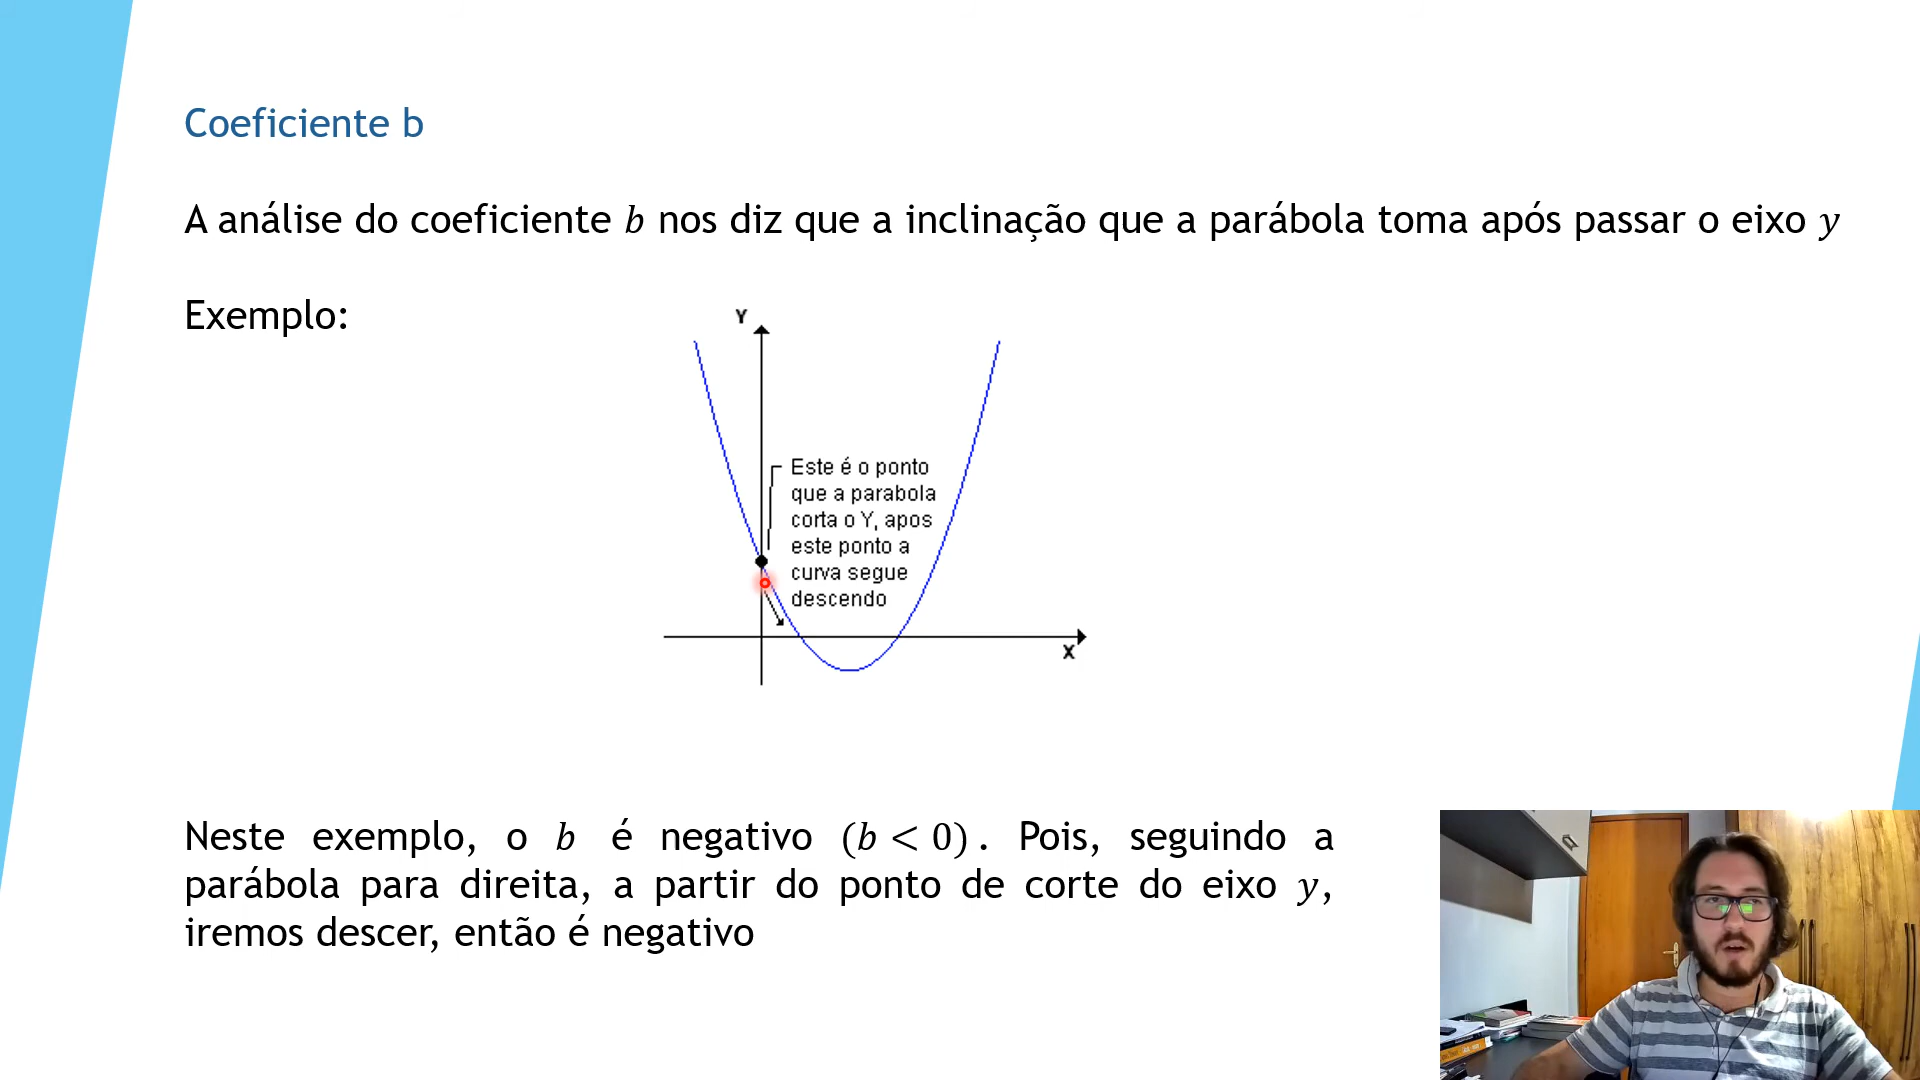 Coeficiente b
A análise do coeficiente b nos diz que a inclinação que a parábola toma após passar o eixo y
Exemplo:
Y
Este é o ponto
que a parabola
corta o Y, apos
este ponto a
curva segue
descendo
X
Neste exemplo, o b é negativo (b < 0). Pois, seguindo a
parábola para direita, a partir do ponto de corte do eixo y,
iremos descer, então é negativo